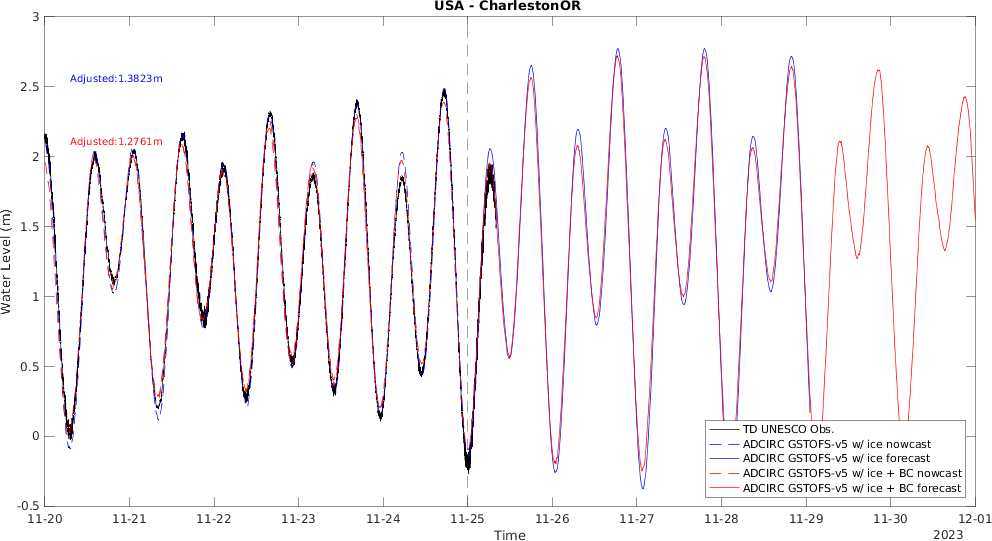 USA - CharlestonOR
3
2.5
2
1.5
1
0.5
0
-0.5
Water Level (m)
Adjusted:1.3823m
Adjusted:1.2761m
TD UNESCO Obs.
ADCIRC GSTOFS-v5 w/ ice nowcast
ADCIRC GSTOFS-v5 w/ ice forecast
ADCIRC GSTOFS-v5 w/ ice + BC nowcast
ADCIRC GSTOFS-v5 w/ ice + BC forecast
11-20 11-21 11-22 11-23 11-24 11-25 11-26 11-27 11-28 11-29 11-30 12-01
Time
2023